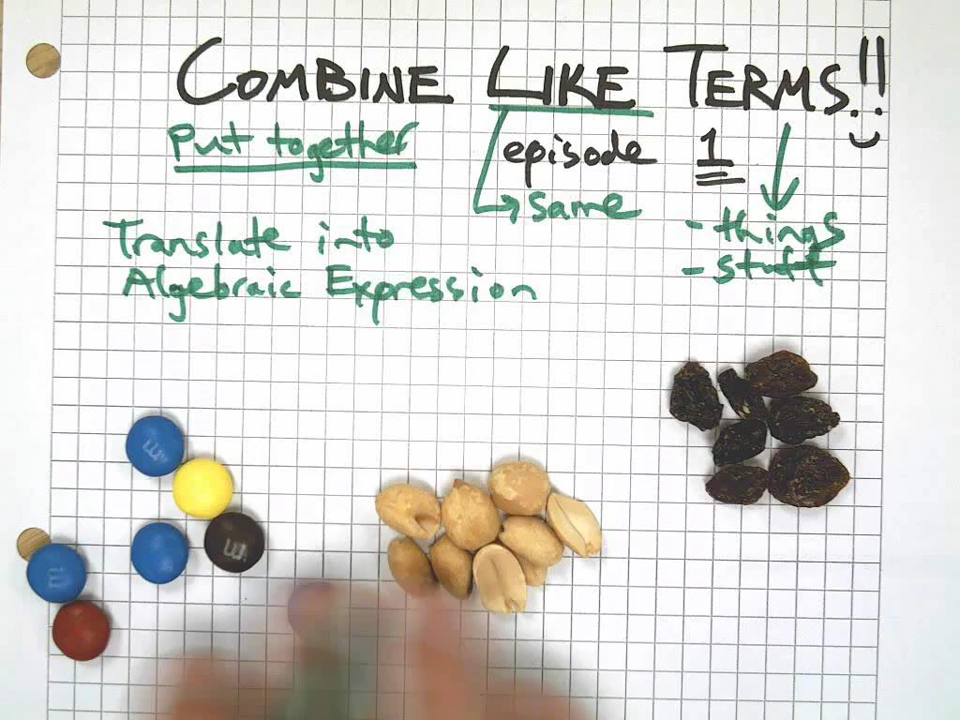 COMBINE LIKE TERMS!!
put together
episode 1
same
- things
- stuff
Translate into
Algebraic Expression
m
m
m